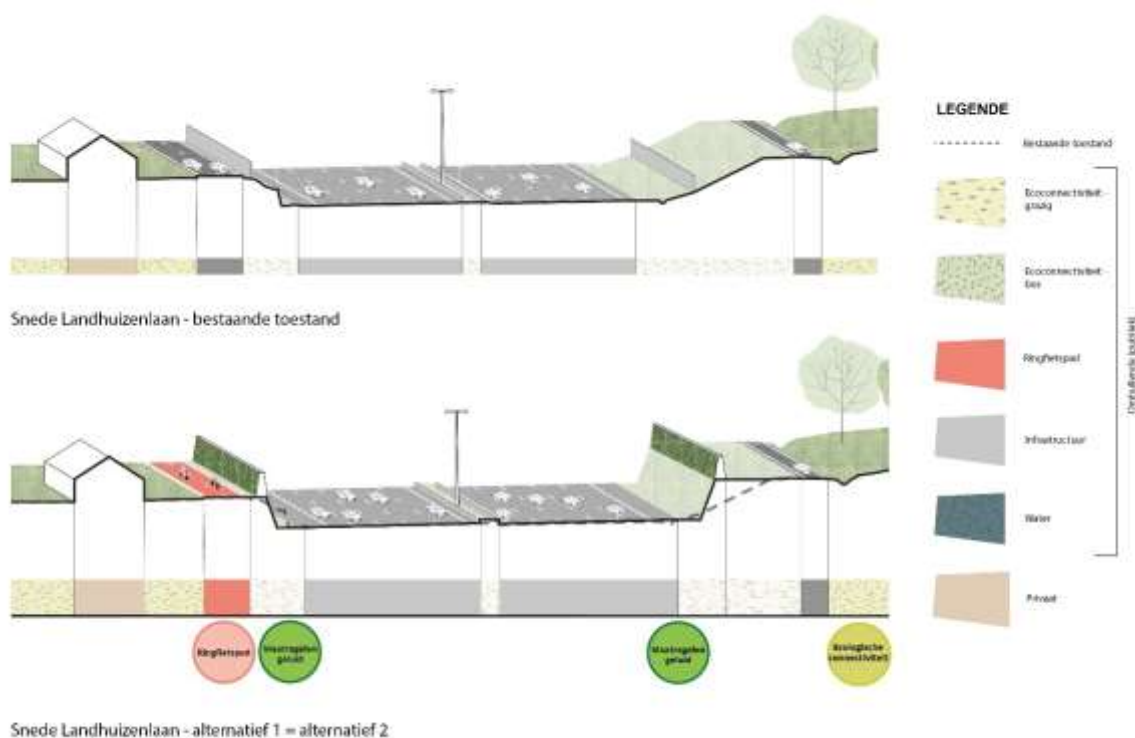 LEGENDE
Bestaande toestand
Ecoconnectiviteit -
grazig
Ecoconnectiviteit -
bos
Ringfietspad
Infrastructuur
Water
Privaat
Snede Landhuizenlaan - bestaande toestand
Ringfietspad
Maatregelen
geluid
Maatregelen
geluid
Ecologische
connectiviteit
Snede Landhuizenlaan - alternatief 1 = alternatief 2